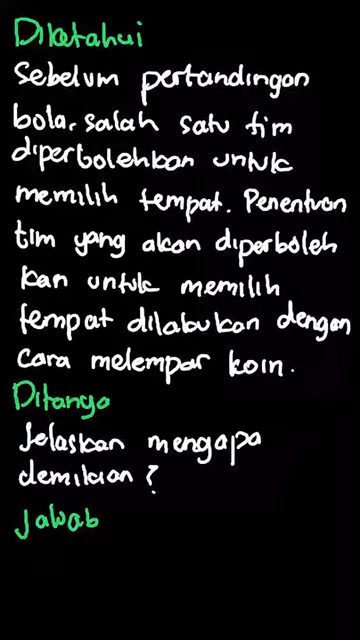 Diketahui
Sebelum pertandingan
bola, salah satu tim
diperbolehkan untuk
memilih tempat. Penentuan
tim yang akan diperboleh
kan untuk memilih
tempat dilakukan dengan
cara melempar koin.
Ditanya
Jelaskan mengapa
demikian?
Jawab